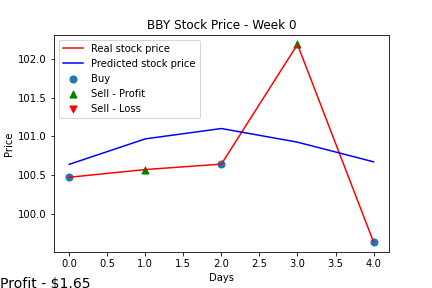 BBY Stock Price - Week 0
Real stock price
Predicted stock price
Buy
Sell - Profit
Sell - Loss
Price
102.0
101.5
101.0
100.5
100.0
0.0 0.5 1.0 1.5 2.0 2.5 3.0 3.5 4.0
Days
Profit - $1.65